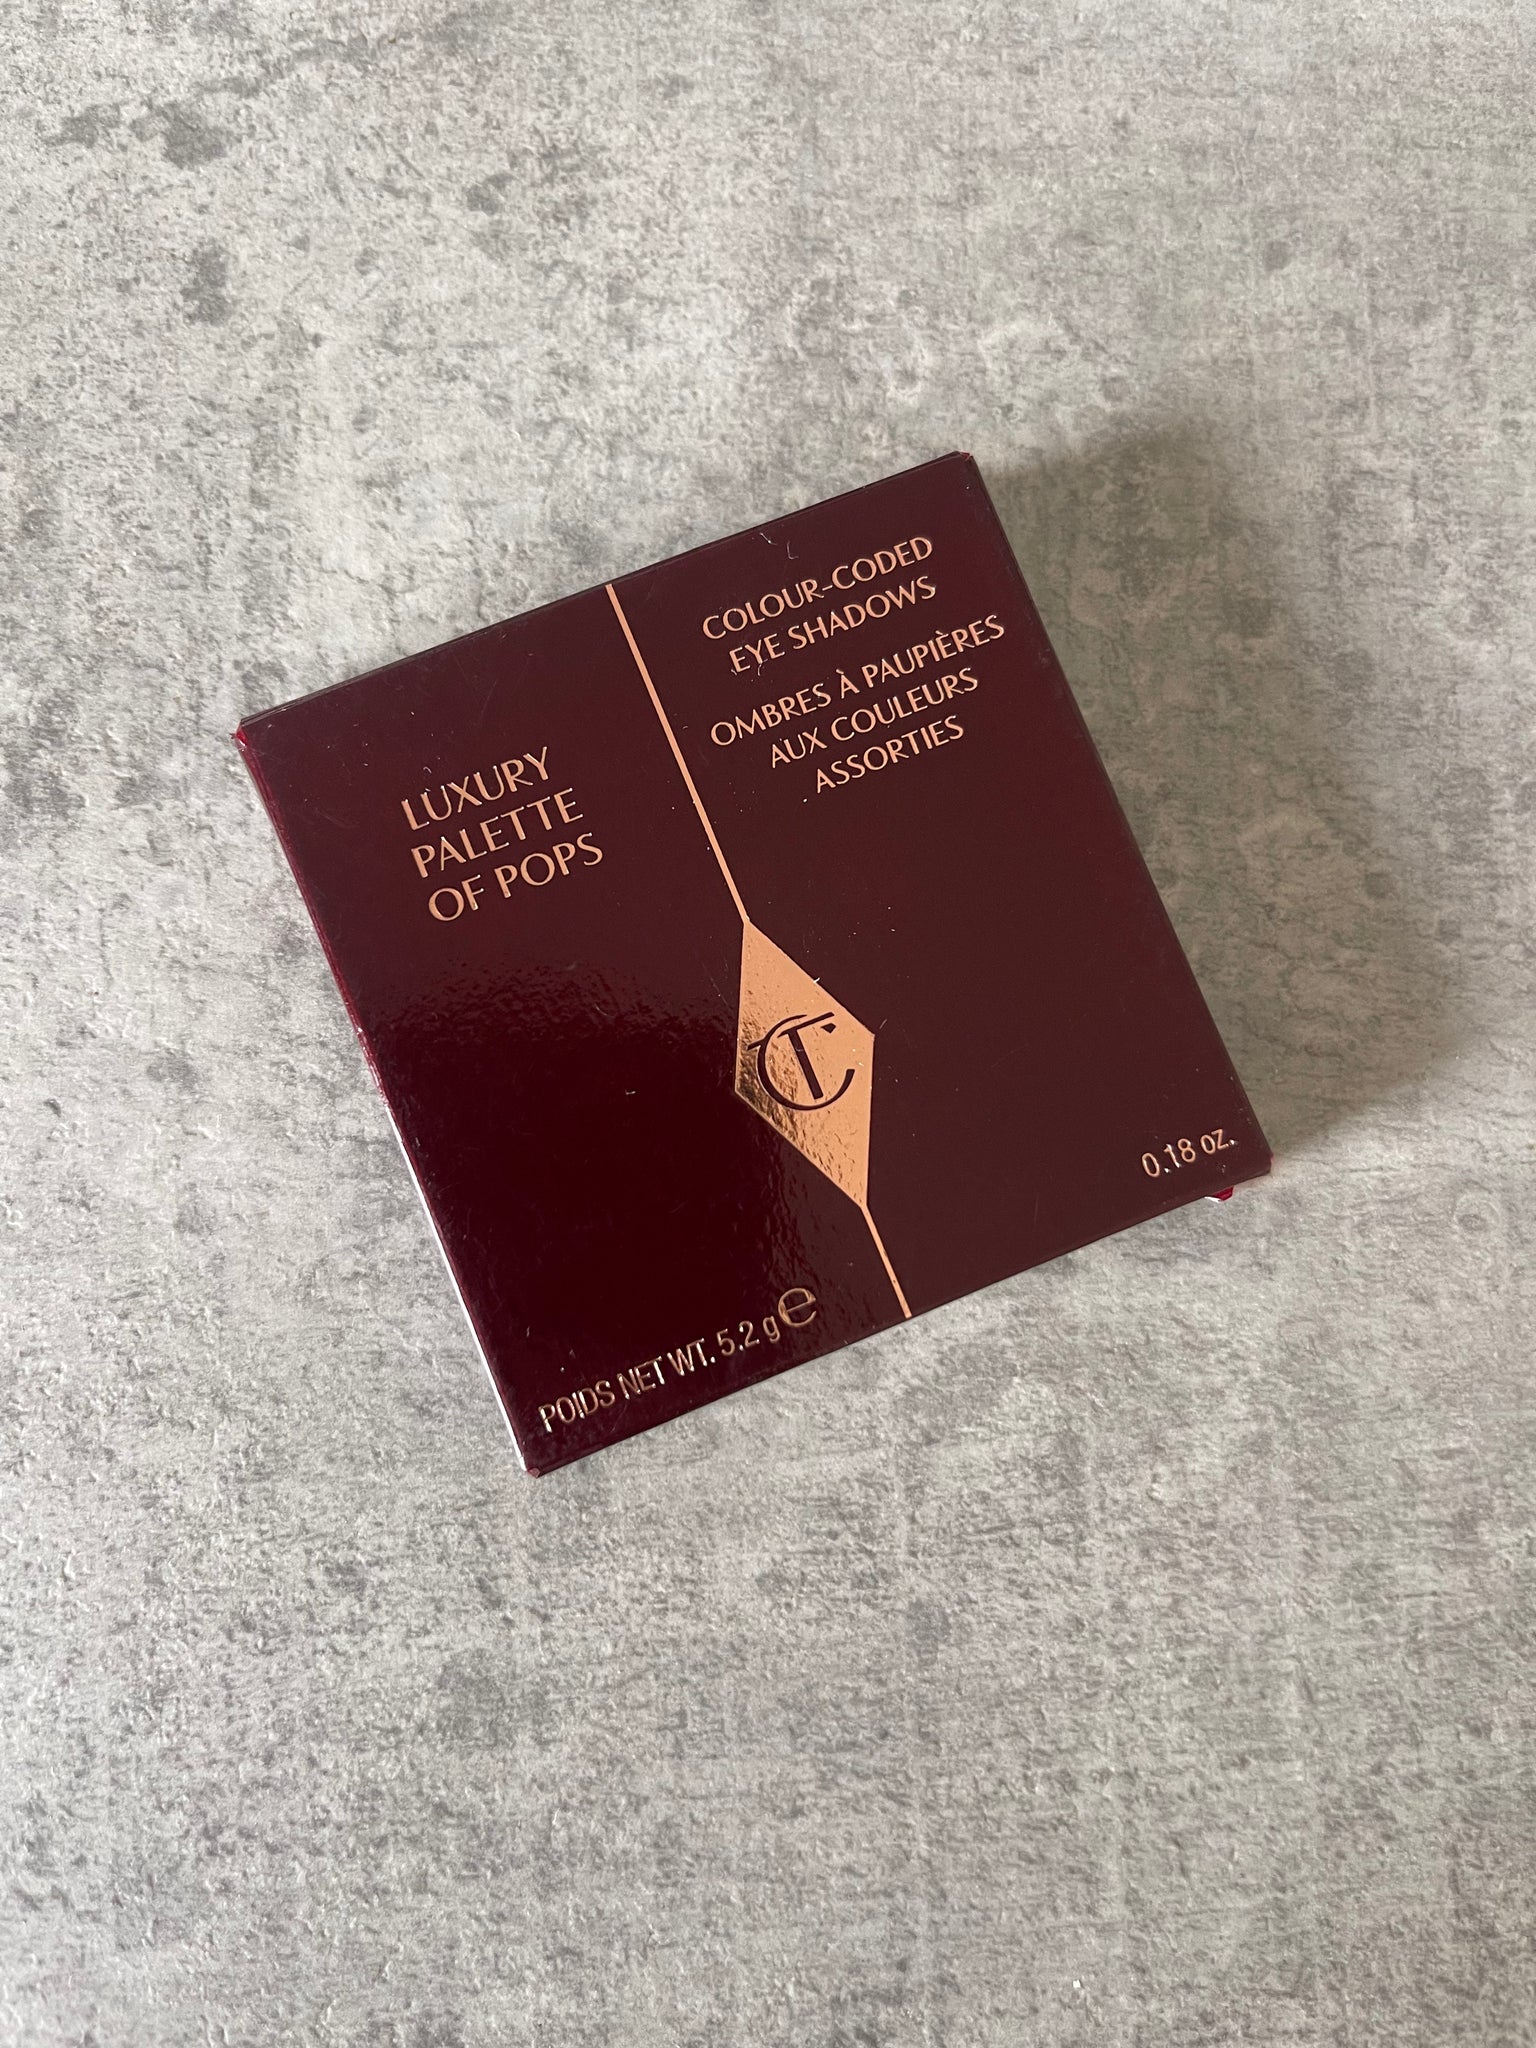 LUXURY
PALETTE
OF POPS
COLOUR-CODED
EYE SHADOWS
OMBRES À PAUPIÈRES
AUX COULEURS
ASSORTIES
CT
POIDS NET WT. 5.2 g ℮
0.18 oz.